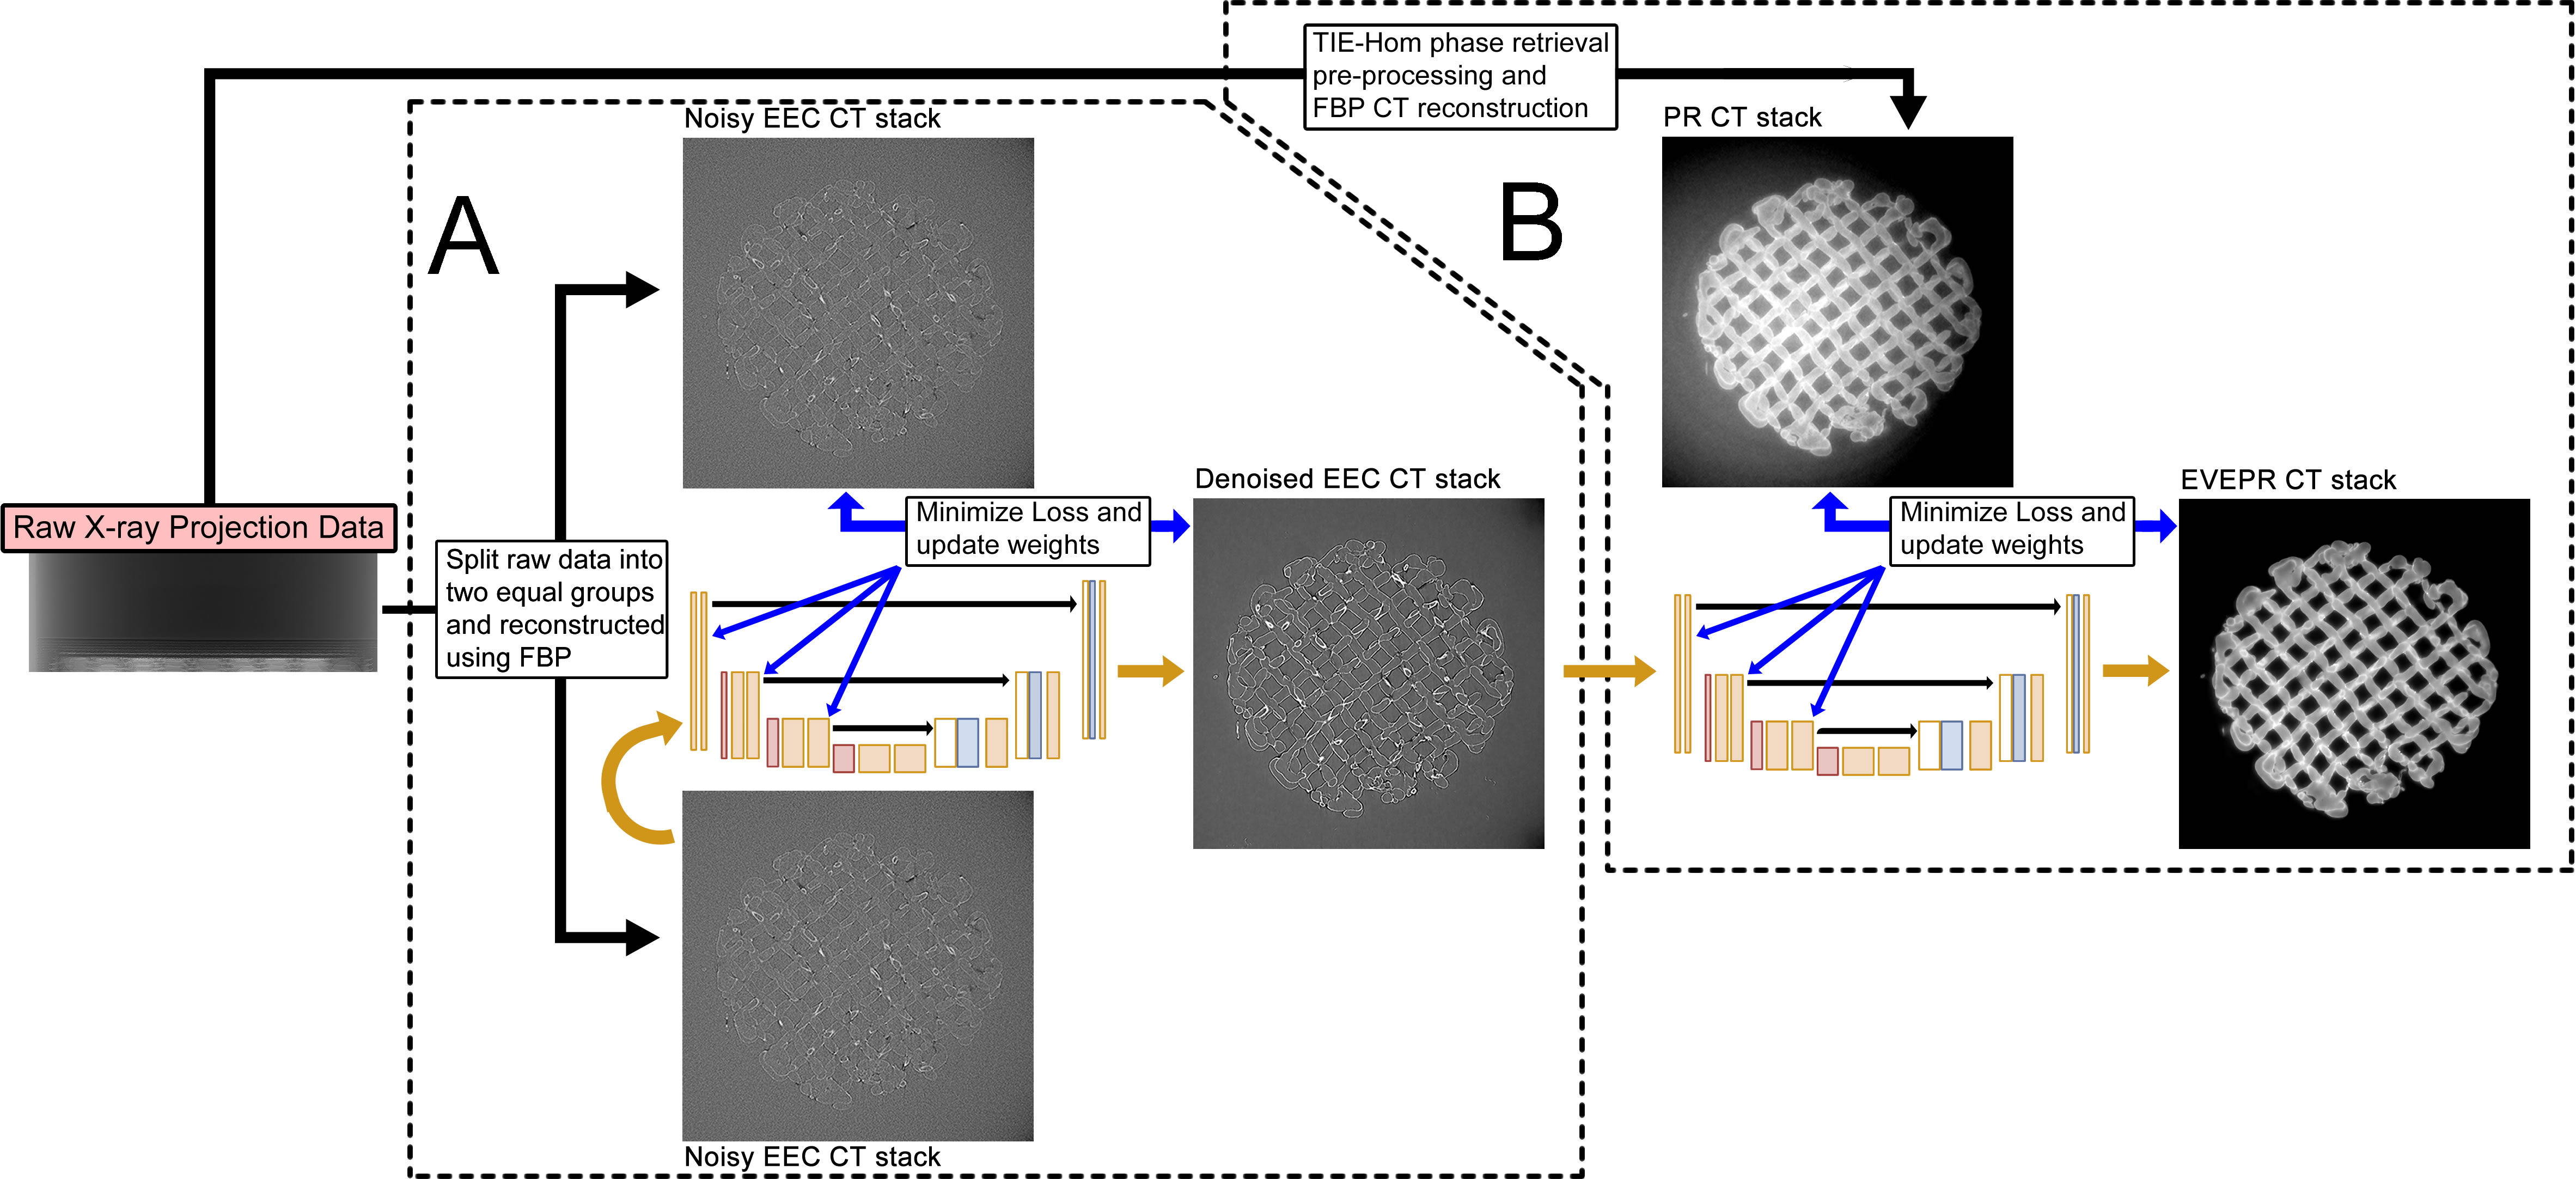 TIE-Hom phase retrieval
pre-processing and
FBP CT reconstruction
Noisy EEC CT stack
PR CT stack
A
B
Denoised EEC CT stack
EVEPR CT stack
Raw X-ray Projection Data
Minimize Loss and
update weights
Minimize Loss and
update weights
Split raw data into
two equal groups
and reconstructed
using FBP
Noisy EEC CT stack